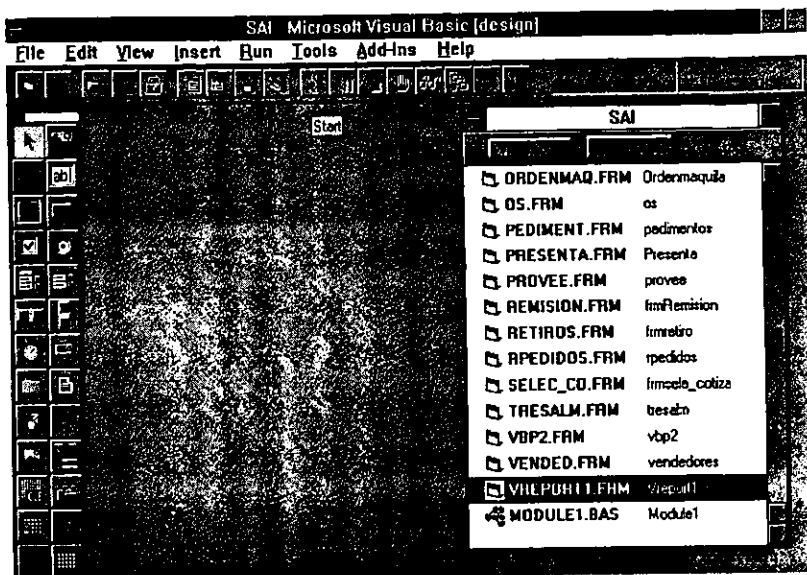 SAI - Microsoft Visual Basic [design]
File Edit View Insert Run Tools Add-Ins Help
Start
SAI
ORDENMAQ.FRM Ordenmaquila
OS.FRM os
PEDIMENT.FRM pedimentos
PRESENTA.FRM Presenta
PROVEE.FRM provee
REMISION.FRM frmRemision
RETIROS.FRM frmretiro
RPEDIDOS.FRM rpedidos
SELEC_CO.FRM frmsele_cotiza
TRESALM.FRM tresalm
VBP2.FRM vbp2
VENDED.FRM vendedores
VREPORT1.FRM Vreport1
MODULE1.BAS Module1